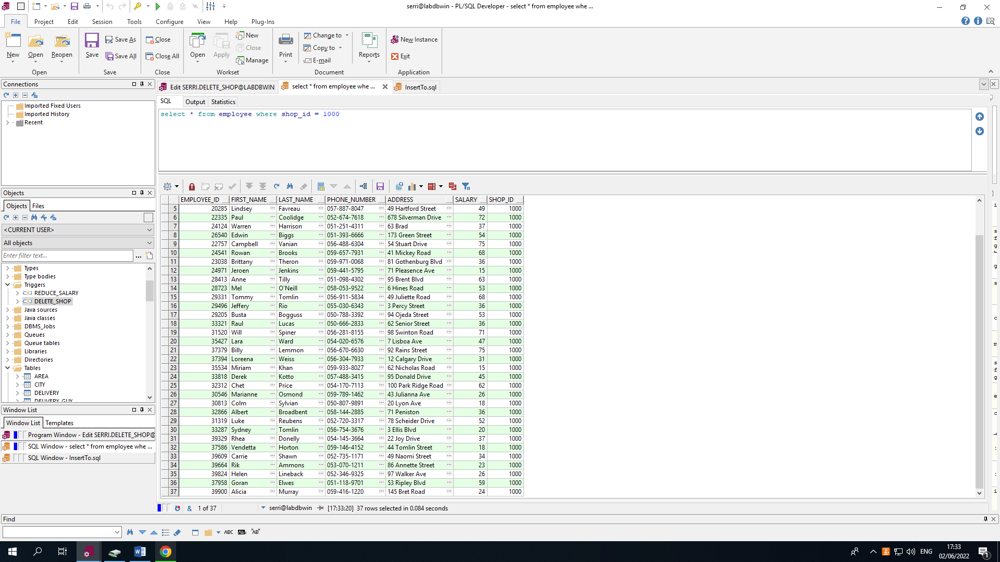 serri@labdbwin - PL/SQL Developer - select * from employee whe ...
File Project Edit Session Tools Configure View Help Plug-Ins
New Open Reopen Save Save As Save All Close Close All Open Apply New Close Manage Print Change to Copy to E-mail Reports New Instance Exit
Open Save Close Workset Document Application
Connections
Imported Fixed Users
Imported History
Recent
Objects
Objects Files
<CURRENT USER>
All objects
Enter filter text...
Types
Type bodies
Triggers
REDUCE_SALARY
DELETE_SHOP
Java sources
Java classes
DBMS_Jobs
Queues
Queue tables
Libraries
Directories
Tables
AREA
CITY
DELIVERY
DELIVERY_GUY
Window List
Window List Templates
Program Window - Edit SERRI.DELETE_SHOP@
SQL Window - select * from employee whe ...
SQL Window - InsertTo.sql
Edit SERRI.DELETE_SHOP@LABDBWIN select * from employee whe ... InsertTo.sql
SQL Output Statistics
select * from employee where shop_id = 1000
EMPLOYEE_ID FIRST_NAME LAST_NAME PHONE_NUMBER ADDRESS SALARY SHOP_ID
5 20285 Lindsey Favreau 057-887-8047 49 Hartford Street 49 1000
6 22335 Paul Coolidge 052-674-7618 678 Silverman Drive 72 1000
7 24124 Warren Harrison 051-251-4311 63 Brad 37 1000
8 26540 Edwin Biggs 051-393-6666 173 Green Street 54 1000
9 22757 Campbell Vanian 056-488-6304 54 Stuart Drive 75 1000
10 24541 Rowan Brooks 059-657-7931 41 Mickey Road 68 1000
11 23038 Brittany Theron 059-971-0068 81 Gothenburg Blvd 36 1000
12 24971 Jeroen Jenkins 059-441-5795 71 Pleasence Ave 15 1000
13 28413 Anne Tilly 051-098-4302 95 Brent Blvd 63 1000
14 28723 Mel O'Neill 058-053-9522 6 Hines Road 53 1000
15 29331 Tommy Tomlin 056-911-5834 49 Juliette Road 68 1000
16 29496 Jeffery Rio 055-030-6343 3 Percy Street 36 1000
17 29205 Busta Bogguss 050-788-3392 94 Ojeda Street 53 1000
18 33321 Raul Lucas 050-666-2833 62 Senior Street 36 1000
19 31520 Will Spiner 056-281-8155 98 Swinton Road 71 1000
20 35427 Lara Ward 054-020-6576 7 Lisboa Ave 47 1000
21 37379 Billy Lemmon 056-670-6630 92 Rains Street 75 1000
22 37394 Loreena Weiss 056-304-7933 12 Calgary Drive 31 1000
23 35534 Miriam Khan 059-933-8027 62 Nicholas Road 15 1000
24 33818 Derek Kotto 057-488-3415 95 Donald Drive 45 1000
25 32312 Chet Price 054-170-7113 100 Park Ridge Road 62 1000
26 30546 Marianne Osmond 059-789-1462 43 Julianna Ave 26 1000
27 30813 Colm Sylvian 050-807-9891 20 Lyon Ave 18 1000
28 32866 Albert Broadbent 058-144-2885 71 Peniston 36 1000
29 31319 Luke Reubens 052-720-3317 78 Scheider Drive 52 1000
30 33287 Sydney Tomlin 056-754-3676 3 Ellis Blvd 20 1000
31 39329 Rhea Donelly 054-145-3664 22 Joy Drive 37 1000
32 37586 Vendetta Horton 059-146-4152 44 Tomlin Street 18 1000
33 39609 Carrie Shawn 052-735-1171 49 Naomi Street 34 1000
34 39664 Rik Ammons 053-070-1211 86 Annette Street 23 1000
35 39824 Helen Lineback 052-346-9325 97 Walker Ave 26 1000
36 37958 Goran Elwes 051-118-9701 53 Ripley Blvd 59 1000
37 39900 Alicia Murray 059-416-1220 145 Bret Road 24 1000
& 1 of 37 serri@labdbwin [17:33:20] 37 rows selected in 0.084 seconds
Find
ABC "AB"
ENG
17:33
02/06/2022
1